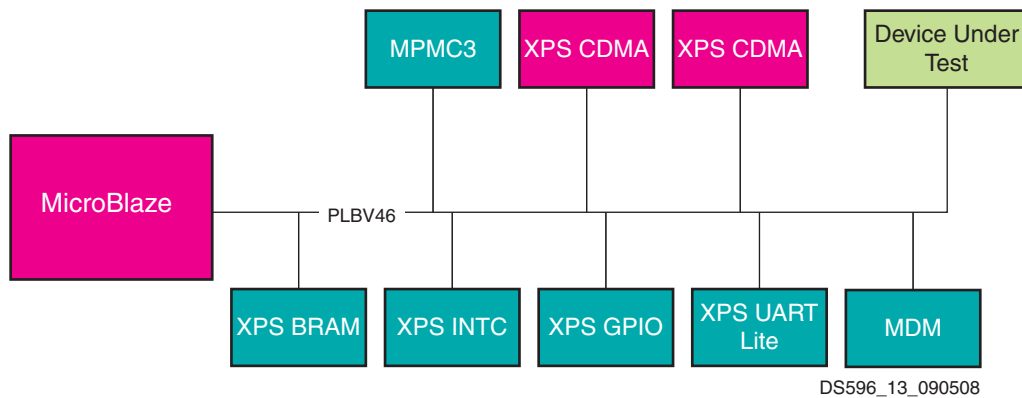 MPMC3
XPS CDMA
XPS CDMA
Device Under
Test
MicroBlaze
PLBV46
XPS BRAM
XPS INTC
XPS GPIO
XPS UART
Lite
MDM
DS596_13_090508